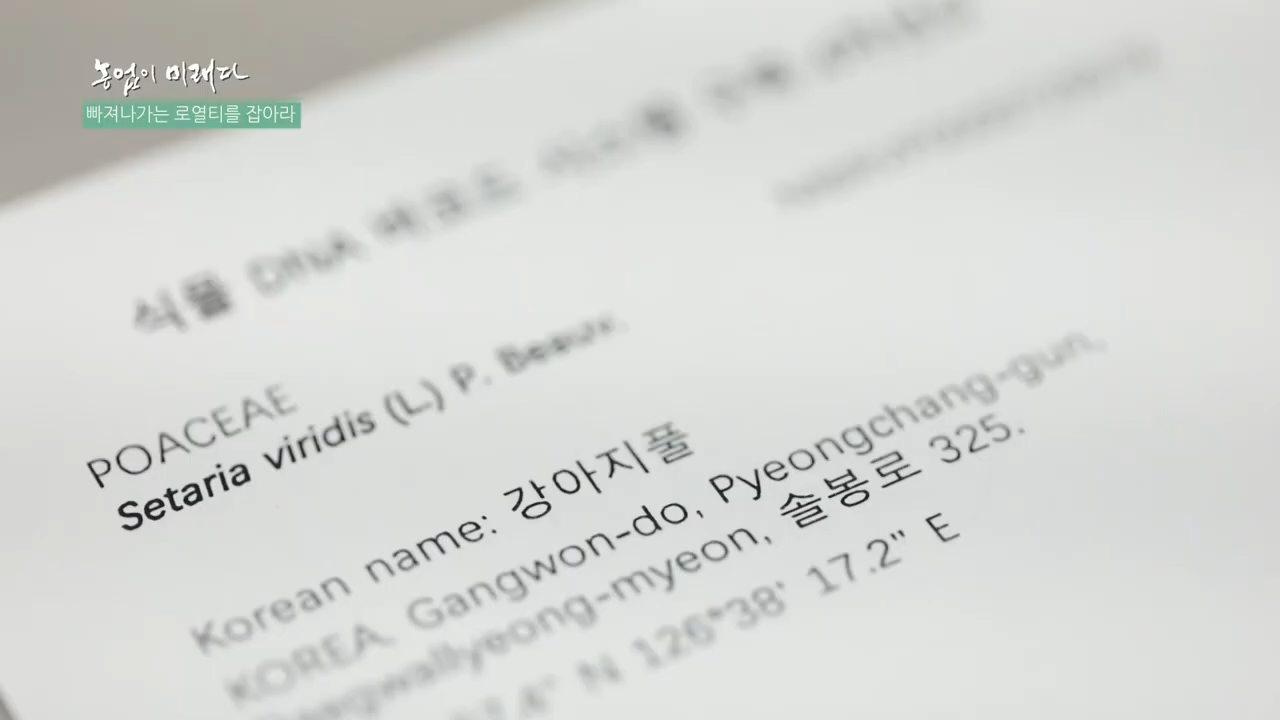 농업이 미래다
빠져나가는 로열티를 잡아라
식물 DNA 바코드
POACEAE
Setaria viridis (L.) P. Beauv.
Korean name: 강아지풀
KOREA. Gangwon-do, Pyeongchang-gun,
Daegwallyeong-myeon, 솔봉로 325.
N 126°38' 17.2" E